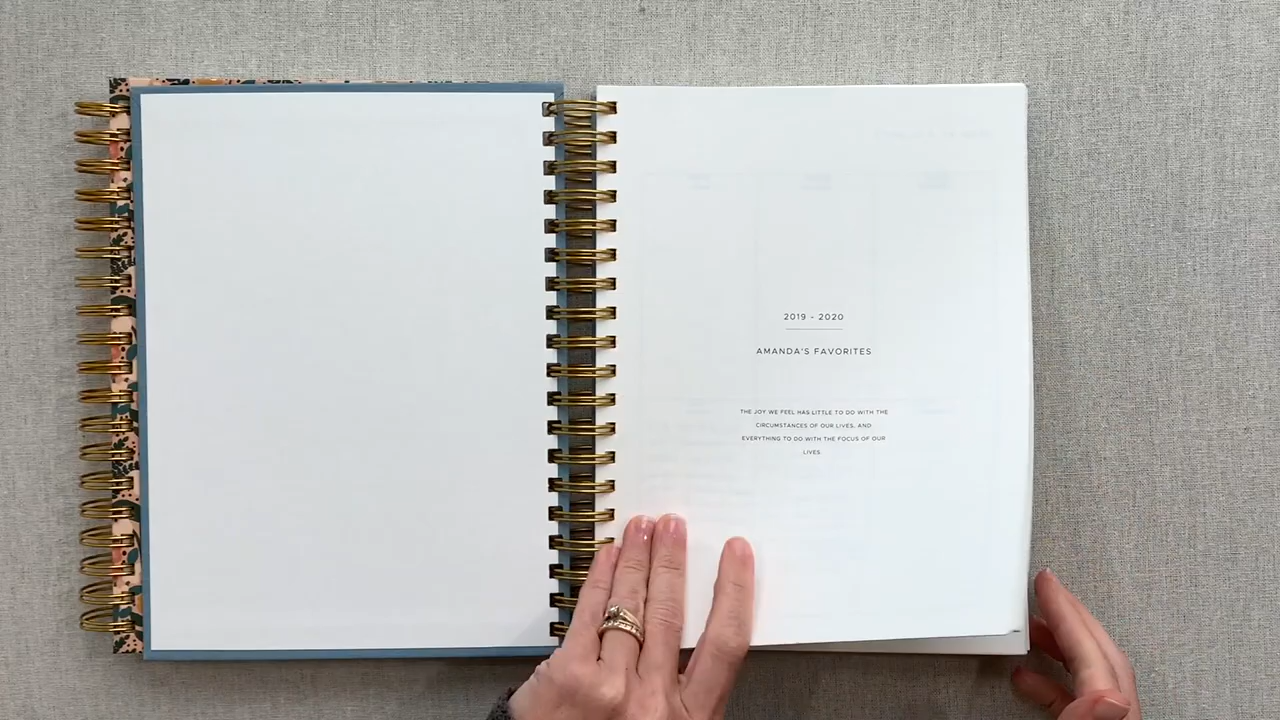 2019 - 2020
AMANDA'S FAVORITES
THE JOY WE FEEL HAS LITTLE TO DO WITH THE
CIRCUMSTANCES OF OUR LIVES, AND
EVERYTHING TO DO WITH THE FOCUS OF OUR
LIVES.